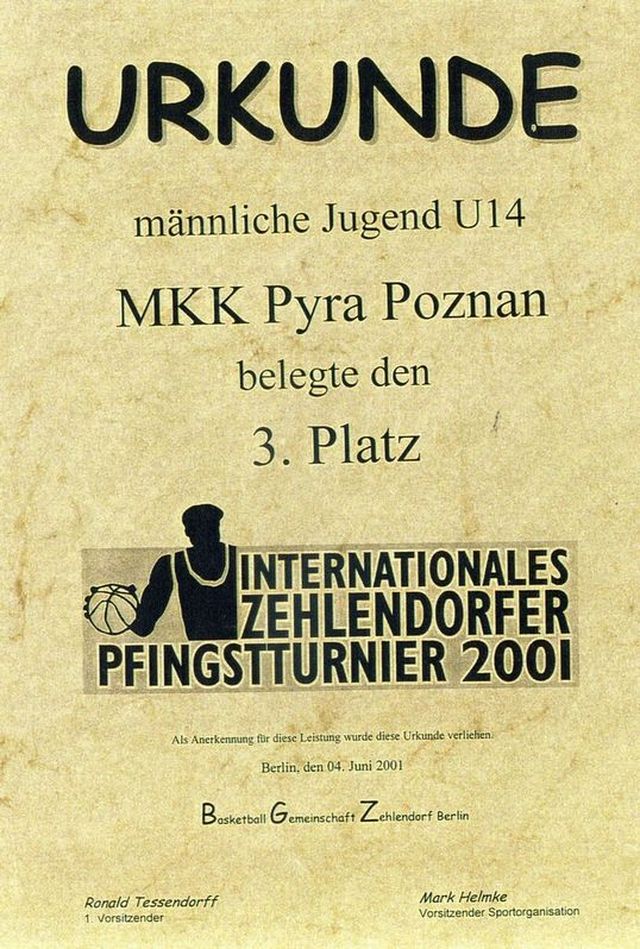 URKUNDE
männliche Jugend U14
MKK Pyra Poznan
belegte den
3. Platz
INTERNATIONALES
ZEHLENDORFER
PFINGSTTURNIER 2001
Als Anerkennung für diese Leistung wurde diese Urkunde verliehen.
Berlin, den 04. Juni 2001
Basketball Gemeinschaft Zehlendorf Berlin
Ronald Tessendorff
1. Vorsitzender
Mark Helmke
Vorsitzender Sportorganisation